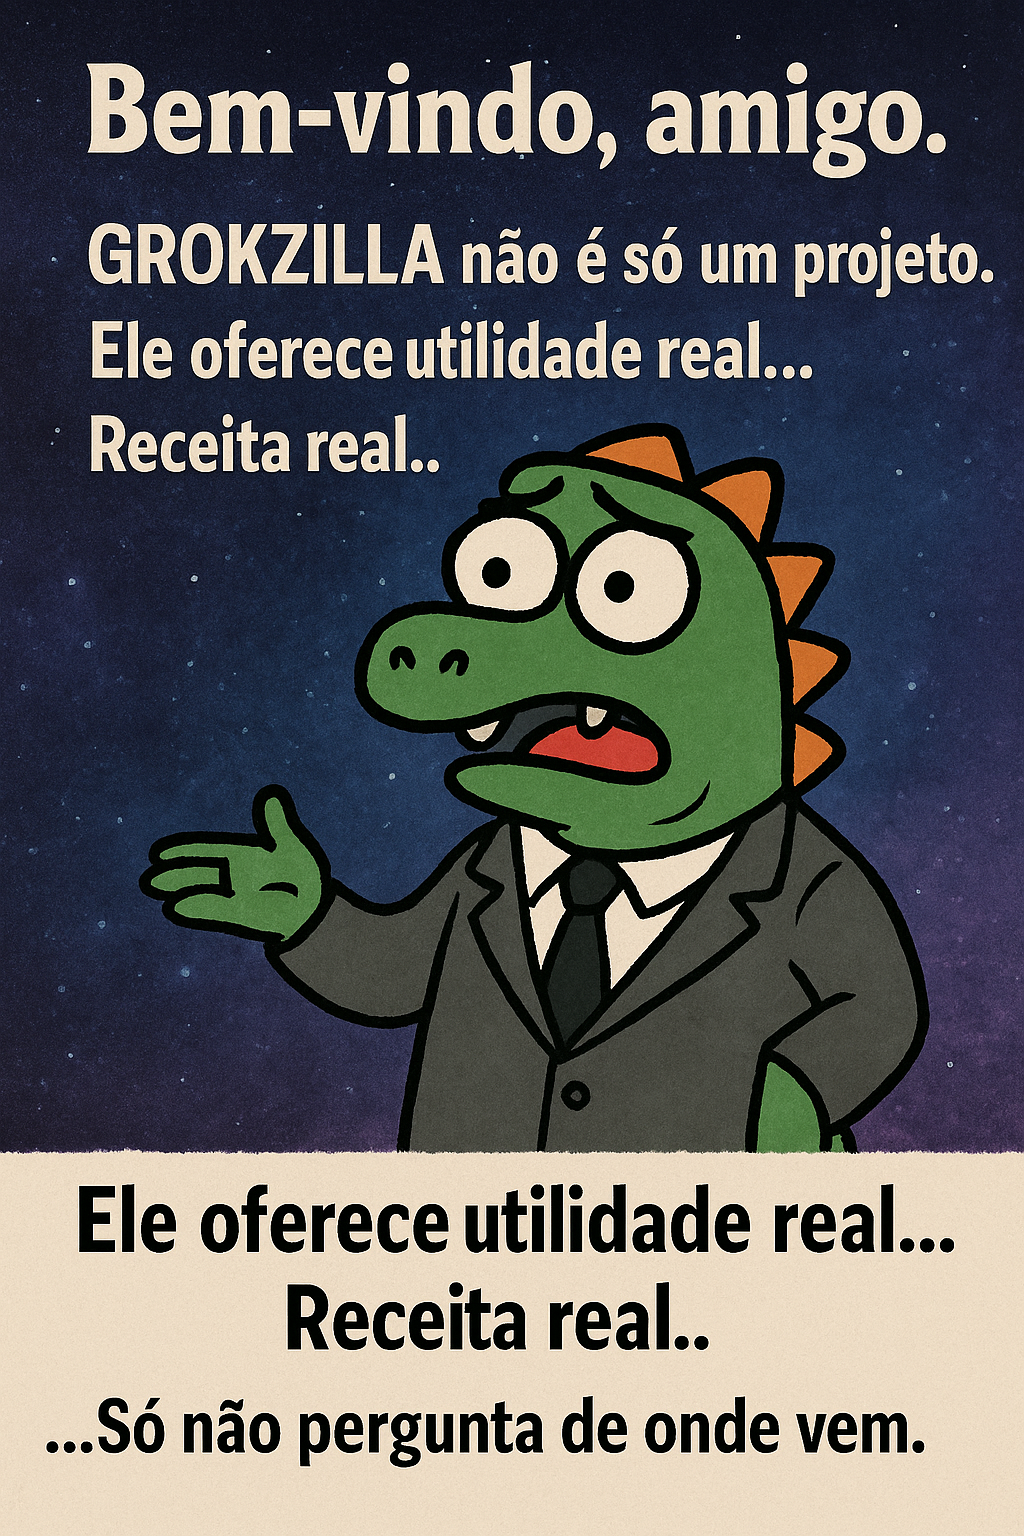 Bem-vindo, amigo.
GROKZILLA não é só um projeto.
Ele oferece utilidade real...
Receita real..
Ele oferece utilidade real...
Receita real..
...Só não pergunta de onde vem.